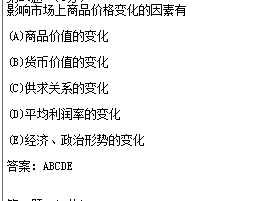 影响市场上商品价格变化的因素有
(A)商品价值的变化
(B)货币价值的变化
(C)供求关系的变化
(D)平均利润率的变化
(E)经济、政治形势的变化
答案: ABCDE